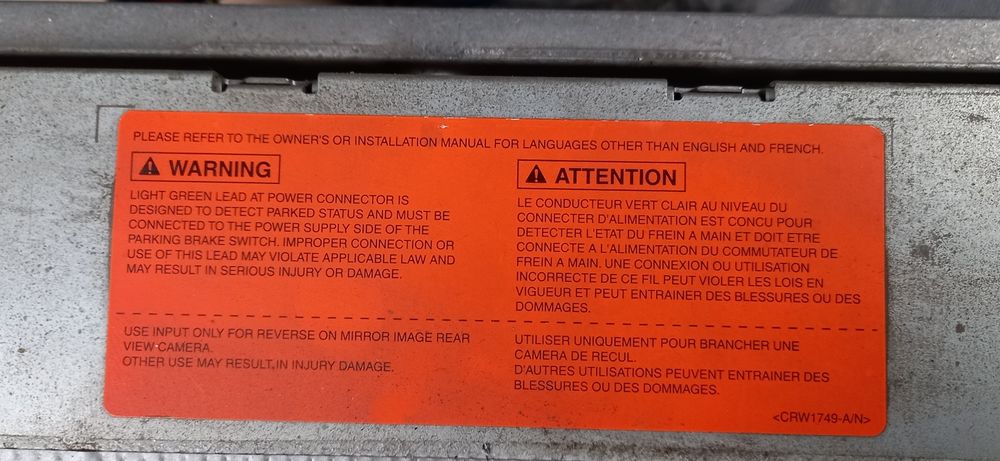 PLEASE REFER TO THE OWNER'S OR INSTALLATION MANUAL FOR LANGUAGES OTHER THAN ENGLISH AND FRENCH.
WARNING
LIGHT GREEN LEAD AT POWER CONNECTOR IS
DESIGNED TO DETECT PARKED STATUS AND MUST BE
CONNECTED TO THE POWER SUPPLY SIDE OF THE
PARKING BRAKE SWITCH. IMPROPER CONNECTION OR
USE OF THIS LEAD MAY VIOLATE APPLICABLE LAW AND
MAY RESULT IN SERIOUS INJURY OR DAMAGE.
USE INPUT ONLY FOR REVERSE ON MIRROR IMAGE REAR
VIEW CAMERA.
OTHER USE MAY RESULT IN INJURY DAMAGE.
ATTENTION
LE CONDUCTEUR VERT CLAIR AU NIVEAU DU
CONNECTER D'ALIMENTATION EST CONCU POUR
DETECTER L'ETAT DU FREIN A MAIN ET DOIT ETRE
CONNECTE A L'ALIMENTATION DU COMMUTATEUR DE
FREIN A MAIN. UNE CONNEXION OU UTILISATION
INCORRECTE DE CE FIL PEUT VIOLER LES LOIS EN
VIGUEUR ET PEUT ENTRAINER DES BLESSURES OU DES
DOMMAGES.
UTILISER UNIQUEMENT POUR BRANCHER UNE
CAMERA DE RECUL.
D'AUTRES UTILISATIONS PEUVENT ENTRAINER DES
BLESSURES OU DES DOMMAGES.
<CRW1749-A/N>